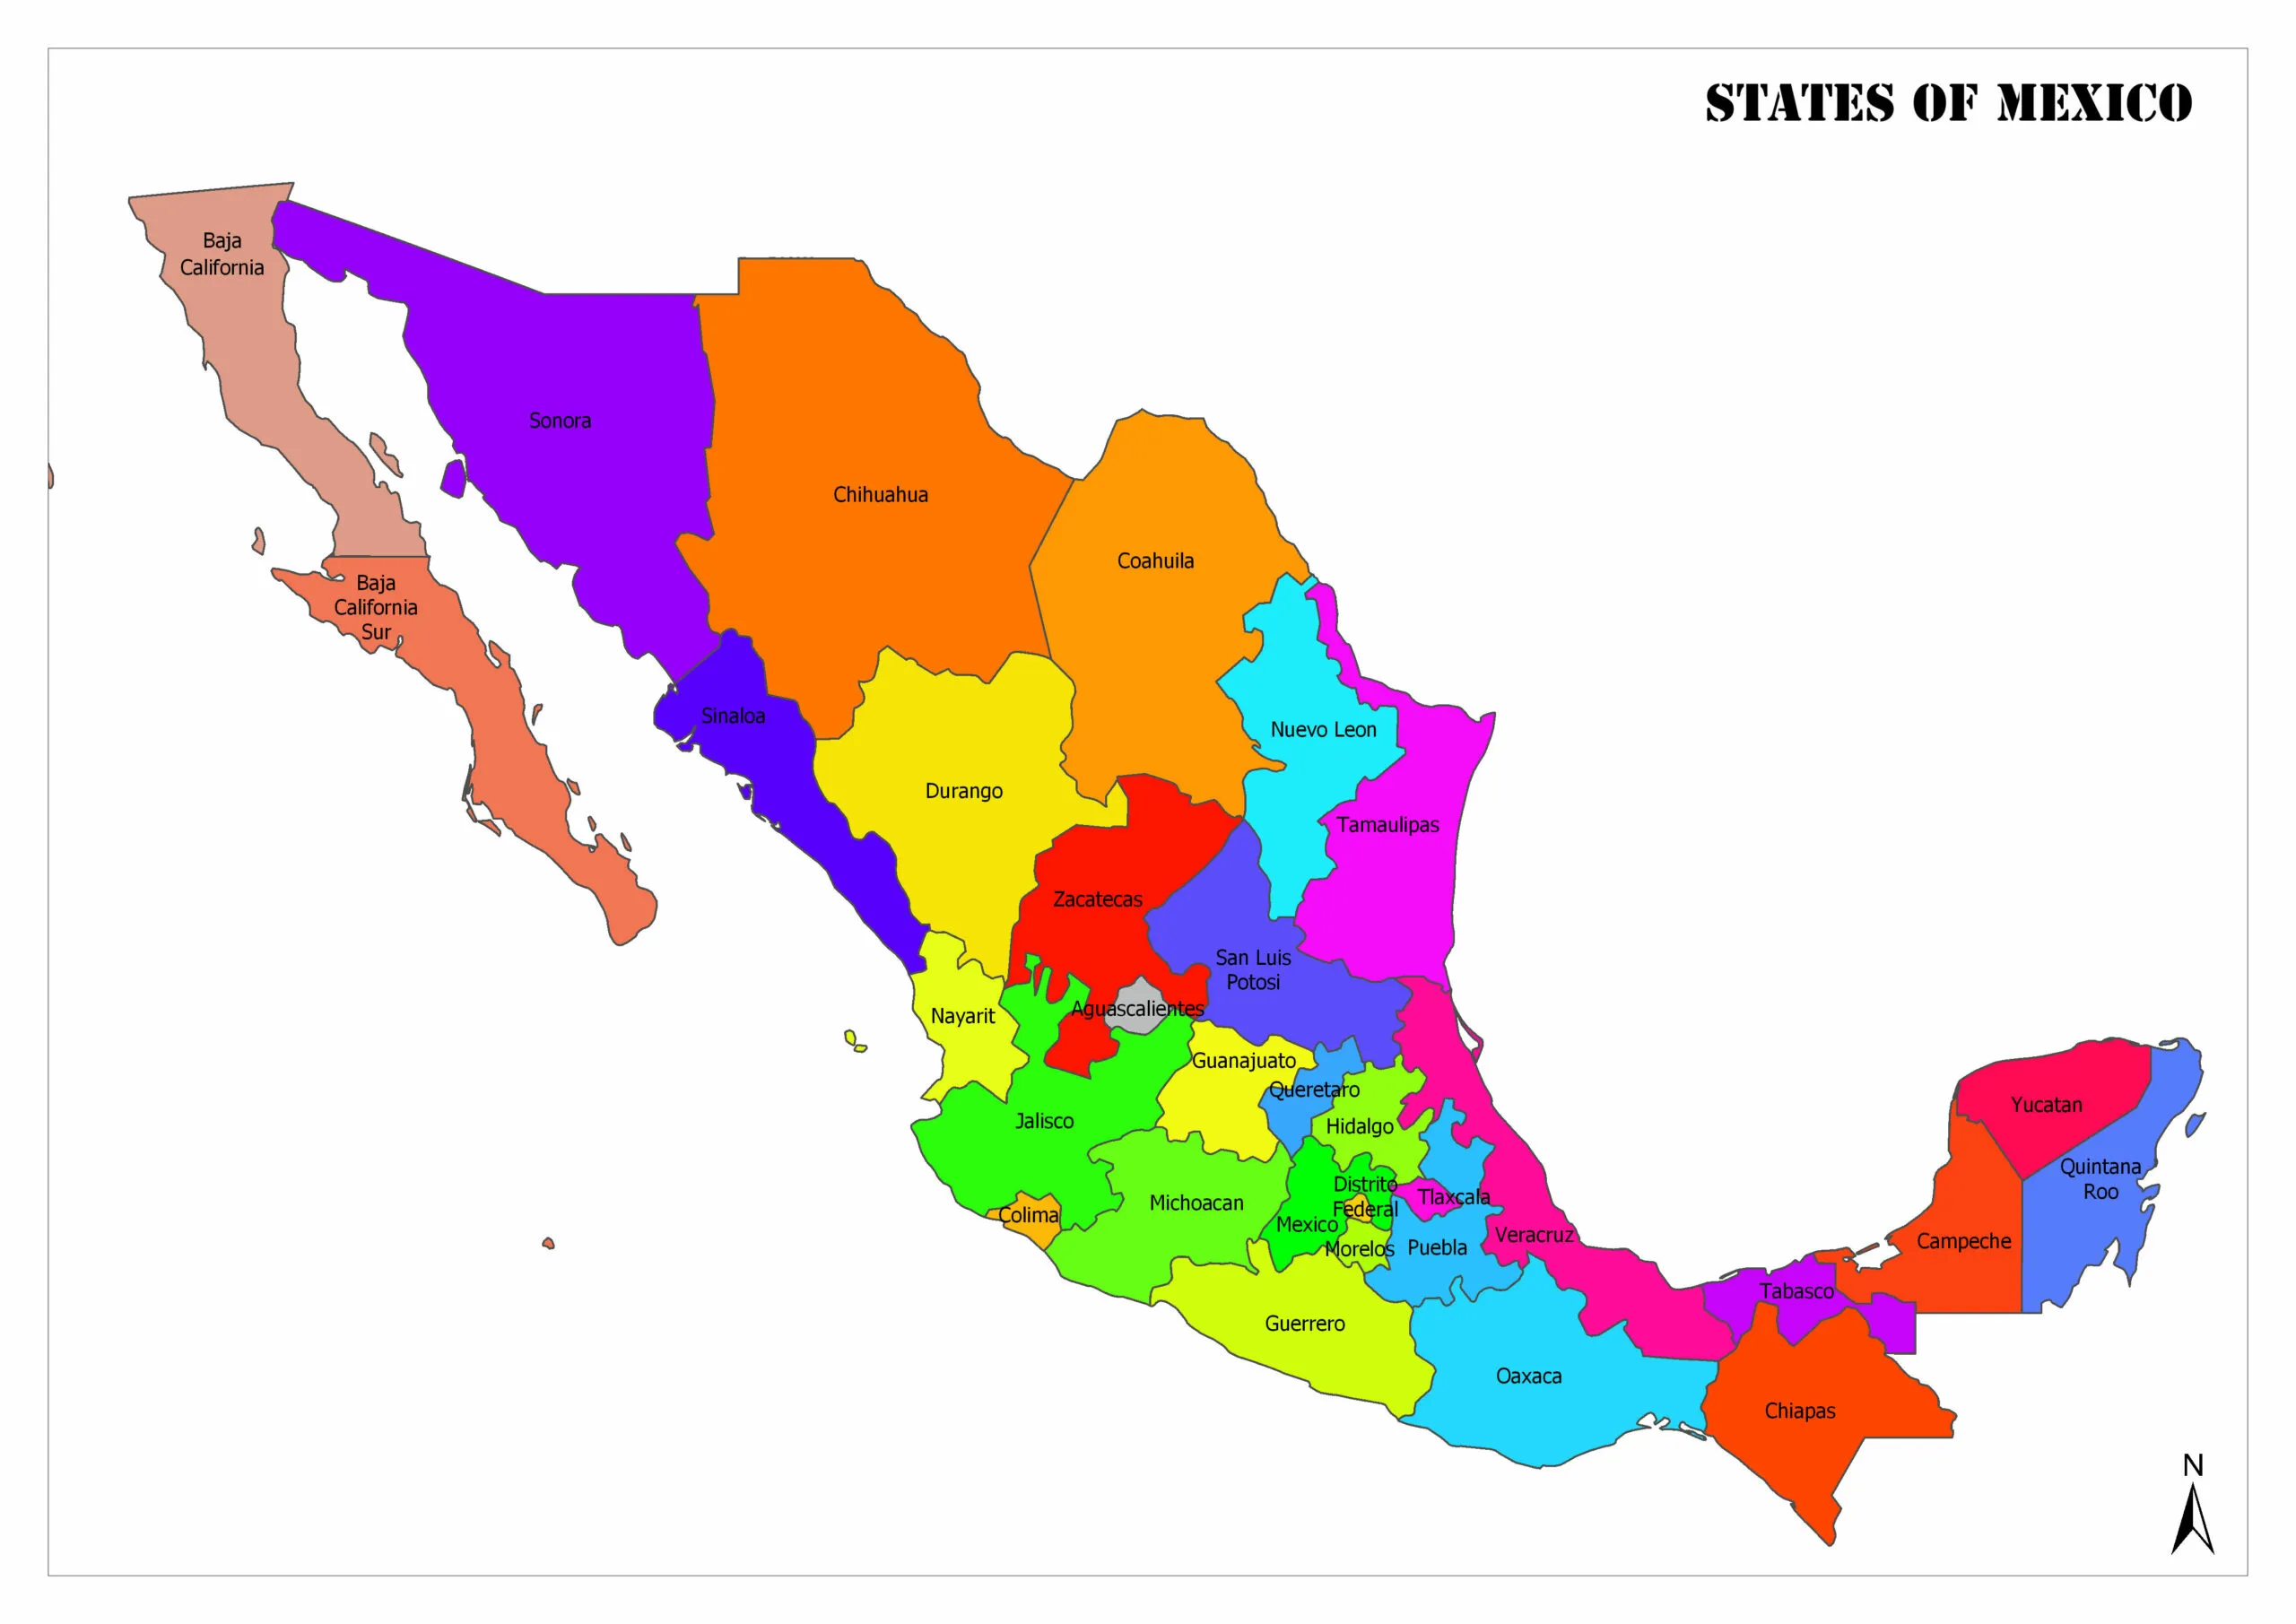 STATES OF MEXICO
Baja
California
Sonora
Chihuahua
Coahuila
Baja
California
Sur
Sinaloa
Nuevo Leon
Durango
Tamaulipas
Zacatecas
San Luis
Potosi
Aguascalientes
Nayarit
Guanajuato
Queretaro
Yucatan
Jalisco
Hidalgo
Quintana
Roo
Distrito
Federal
Tlaxcala
Michoacan
Colima
Mexico
Veracruz
Campeche
Morelos
Puebla
Tabasco
Guerrero
Oaxaca
Chiapas
N